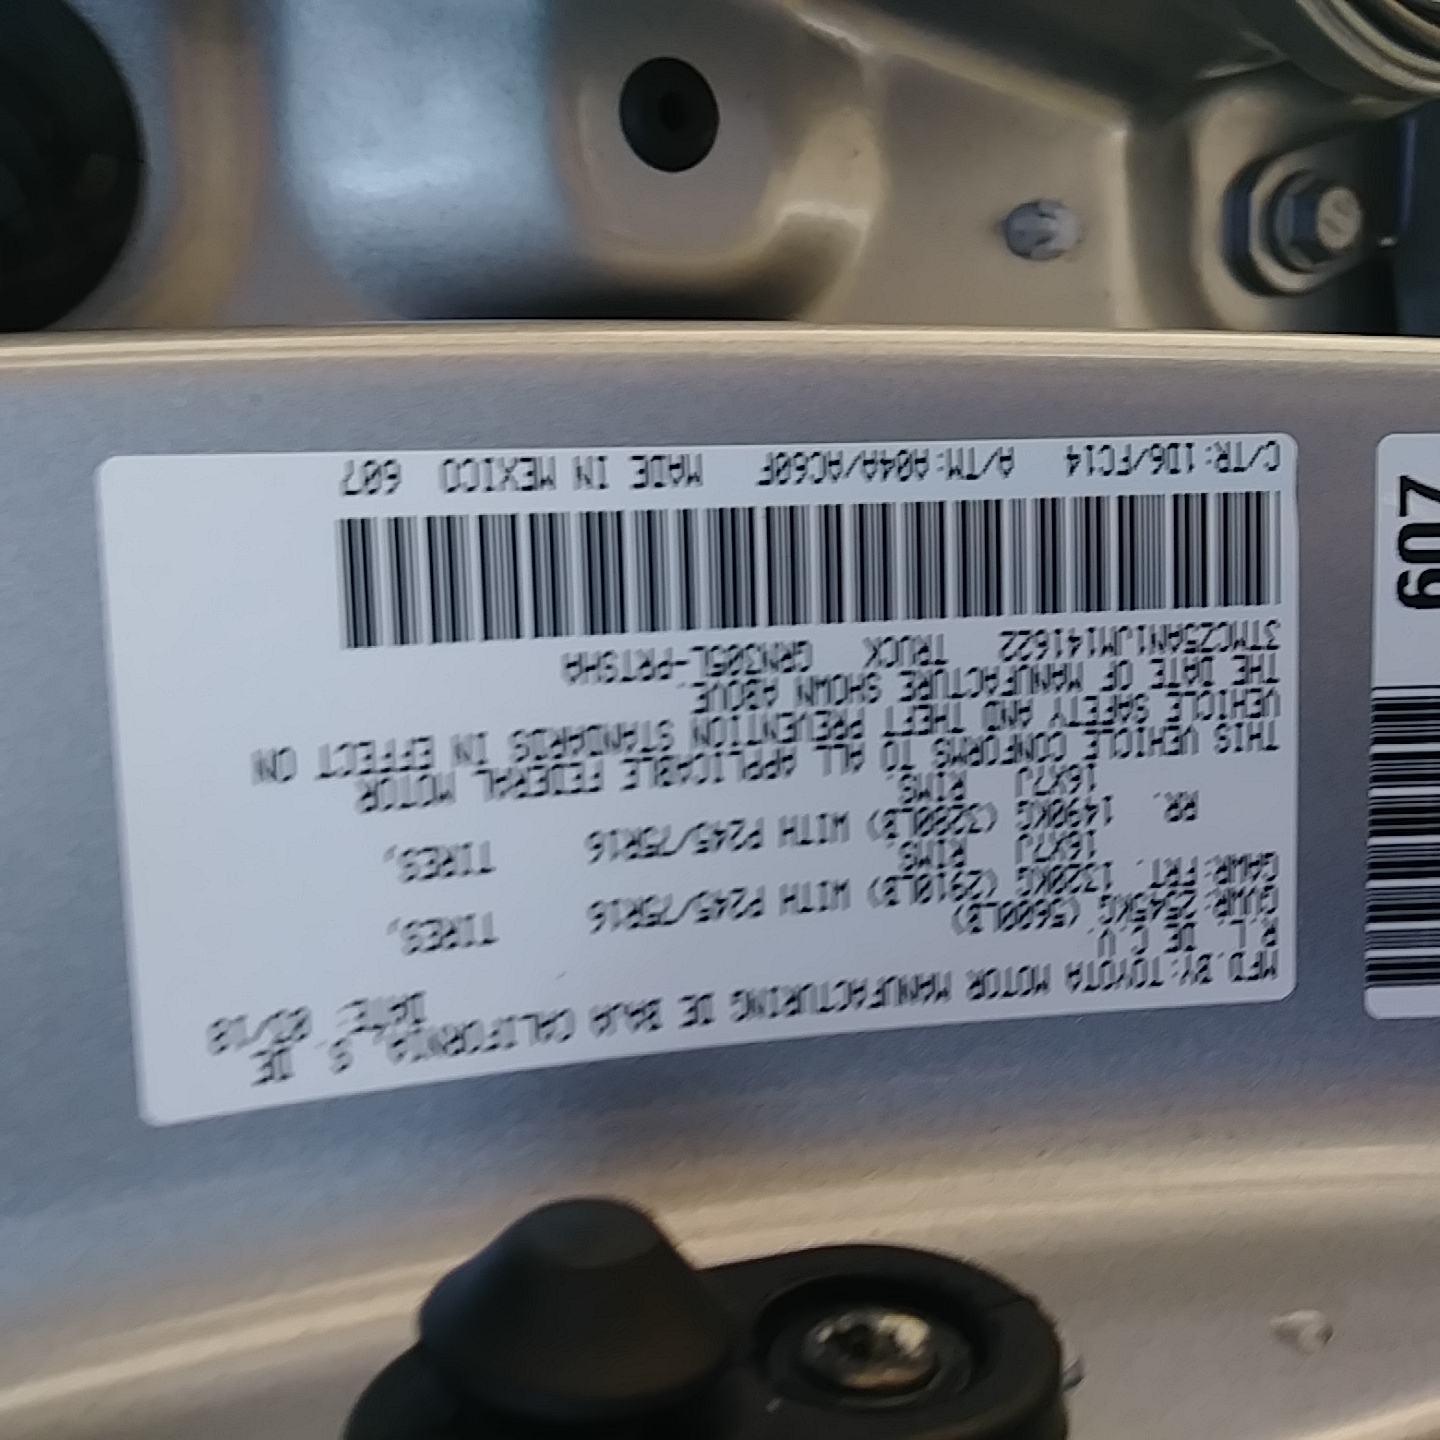 MFD.BY:TOYOTA MOTOR MANUFACTURING DE BAJA CALIFORNIA, S. DE
R.L. DE C.V. DATE: 03/18
GVWR:2545KG (5600LB)
GAWR:FRT. 1320KG (2910LB) WITH P245/75R16 TIRES,
16X7J RIMS.
RR. 1490KG (3280LB) WITH P245/75R16 TIRES,
16X7J RIMS.
THIS VEHICLE CONFORMS TO ALL APPLICABLE FEDERAL MOTOR
VEHICLE SAFETY AND THEFT PREVENTION STANDARDS IN EFFECT ON
THE DATE OF MANUFACTURE SHOWN ABOVE.
3TMCZ5AN1JM141622 TRUCK GRN305L-PRTSHA
C/TR:1D6/FC14 A/TM:A04A/AC60F MADE IN MEXICO 607
209